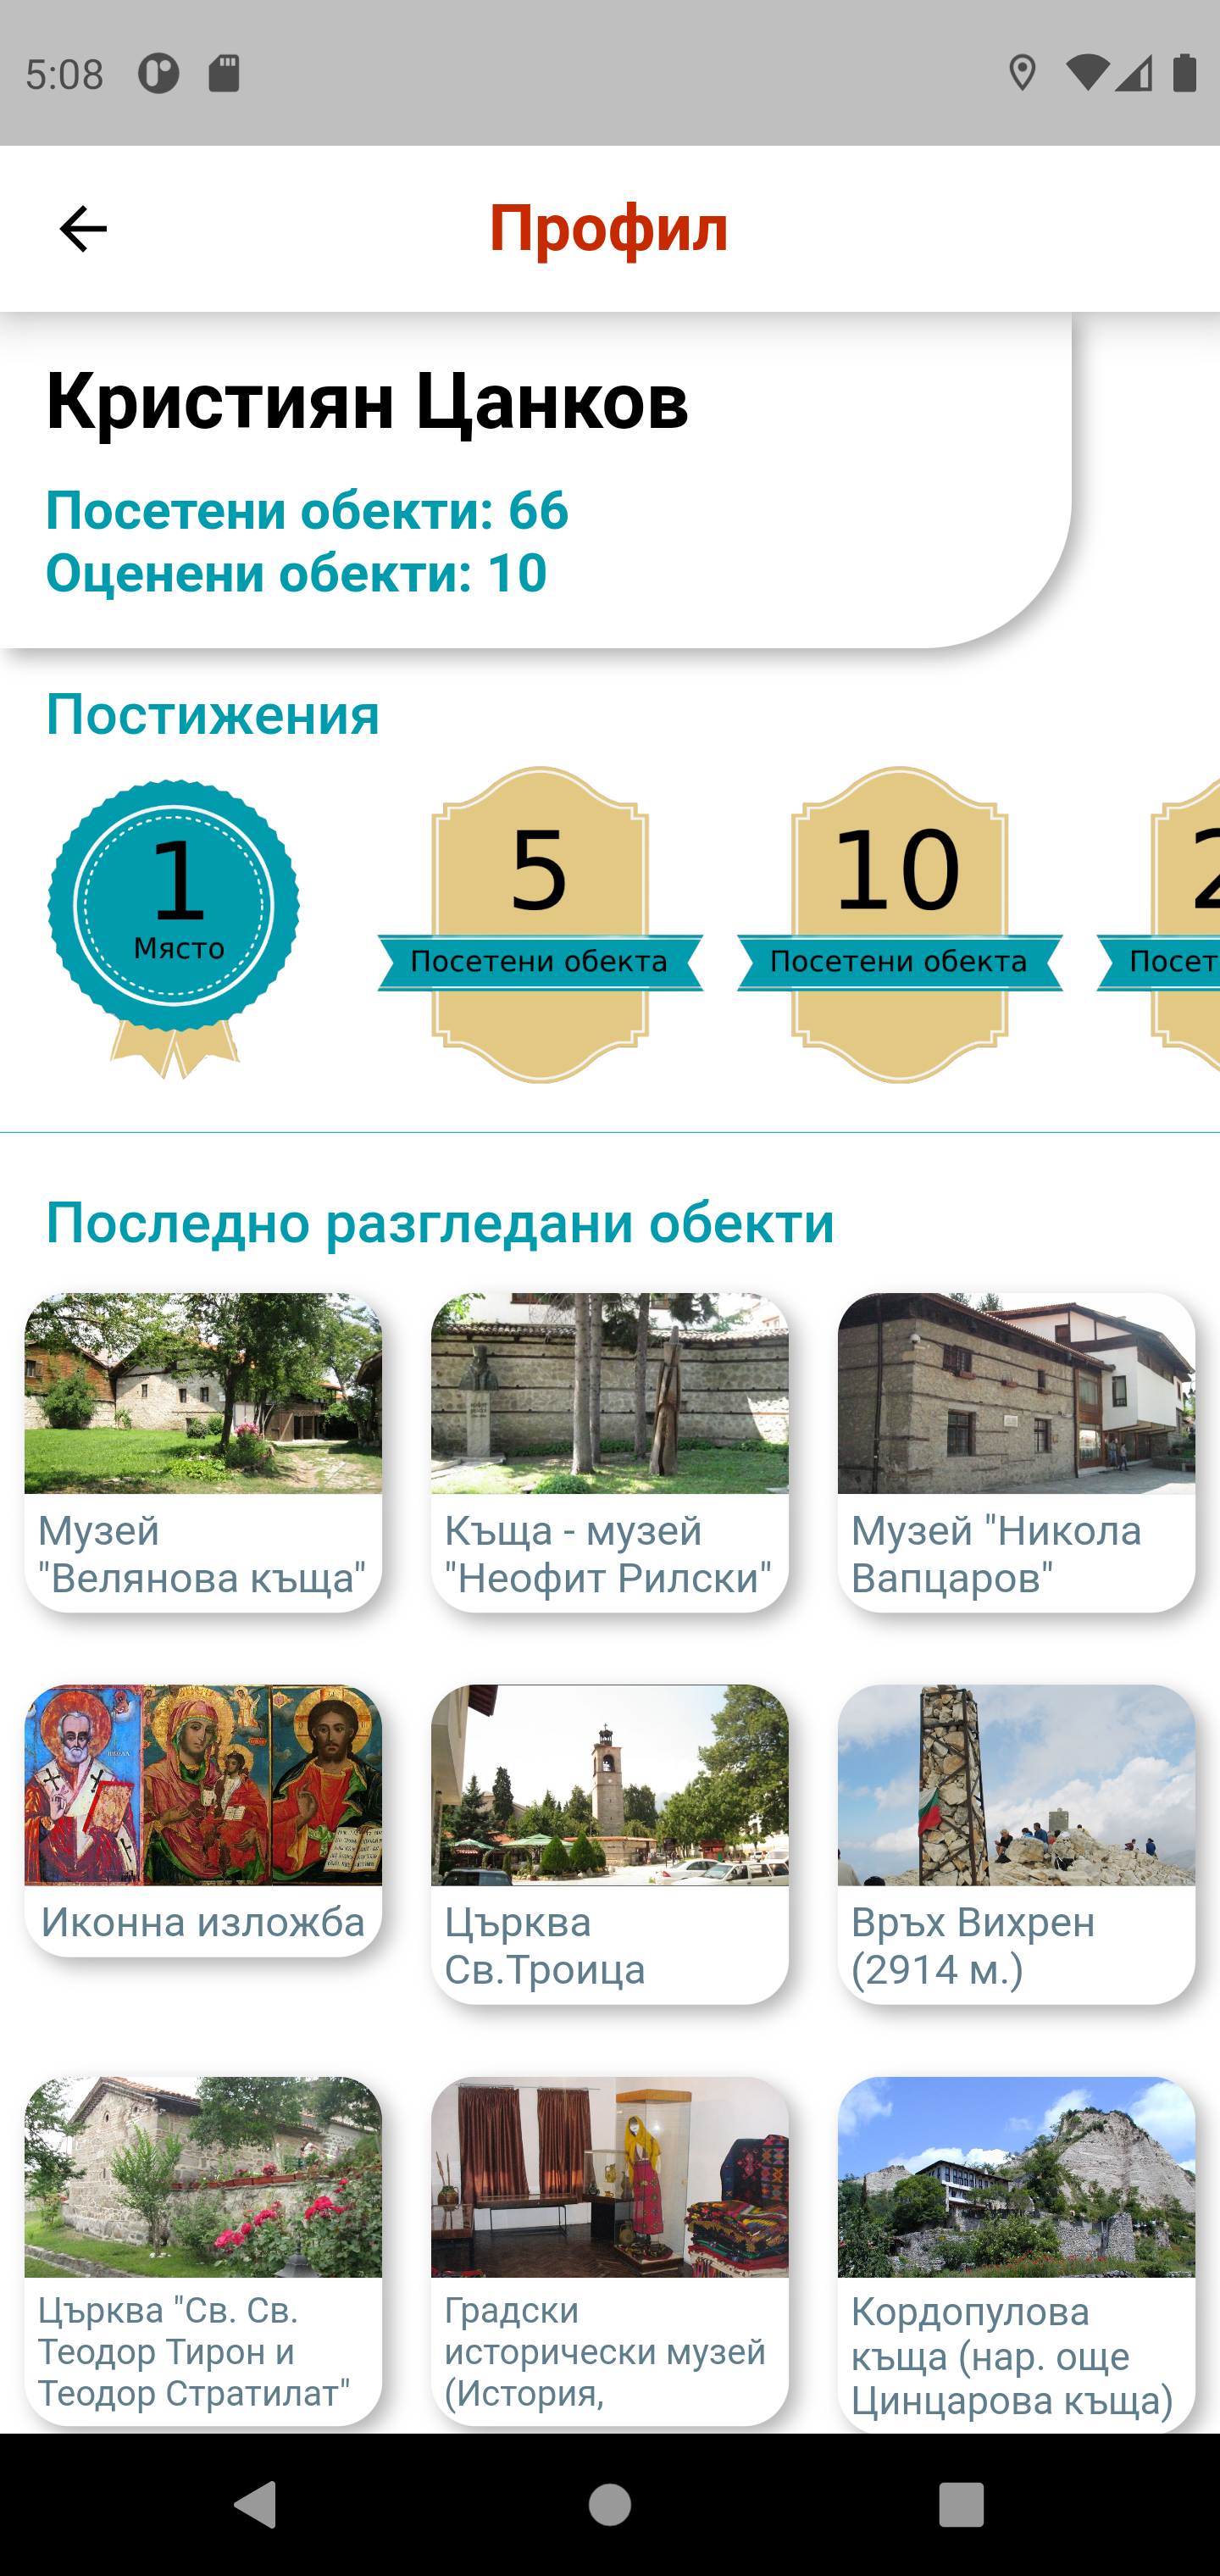 5:08
Профил
Кристиян Цанков
Посетени обекти: 66
Оценени обекти: 10
Постижения
1
Място
5
Посетени обекта
10
Посетени обекта
2
Посет
Последно разгледани обекти
Музей
"Велянова къща"
Къща - музей
"Неофит Рилски"
Музей "Никола
Вапцаров"
Иконна изложба
Църква
Св.Троица
Връх Вихрен
(2914 м.)
Църква "Св. Св.
Теодор Тирон и
Теодор Стратилат"
Градски
исторически музей
(История,
Кордопулова
къща (нар. още
Цинцарова къща)